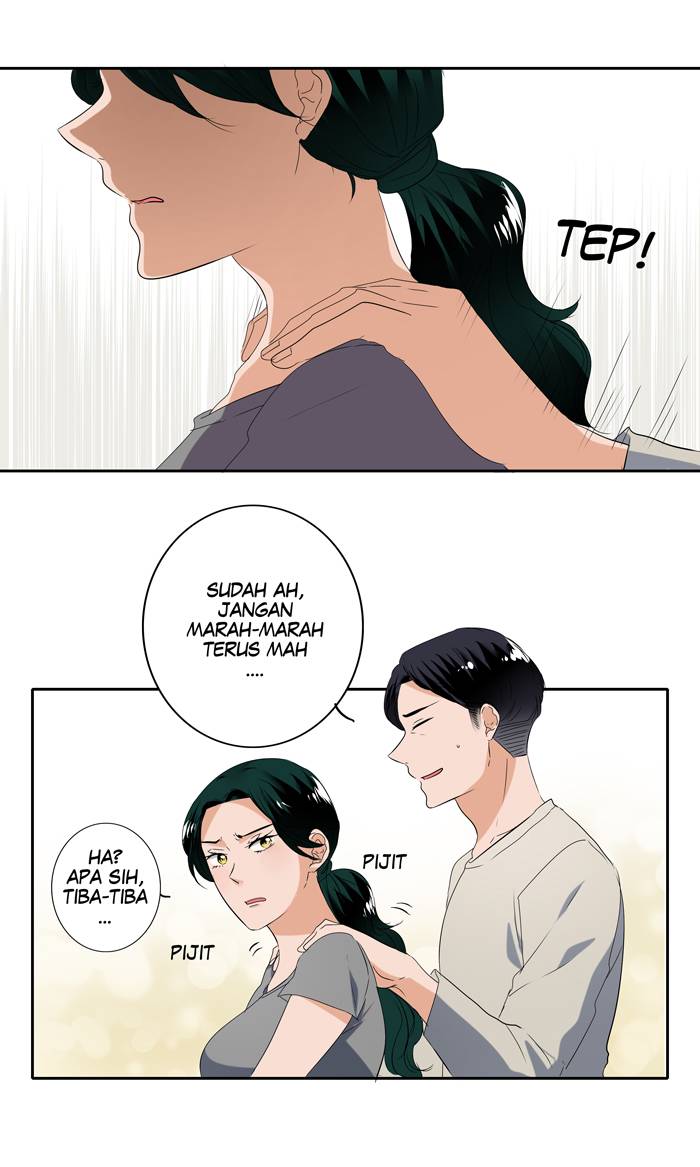 TEP!
SUDAH AH,
JANGAN
MARAH-MARAH
TERUS MAH
....
HA?
APA SIH,
TIBA-TIBA
...
PIJIT
PIJIT